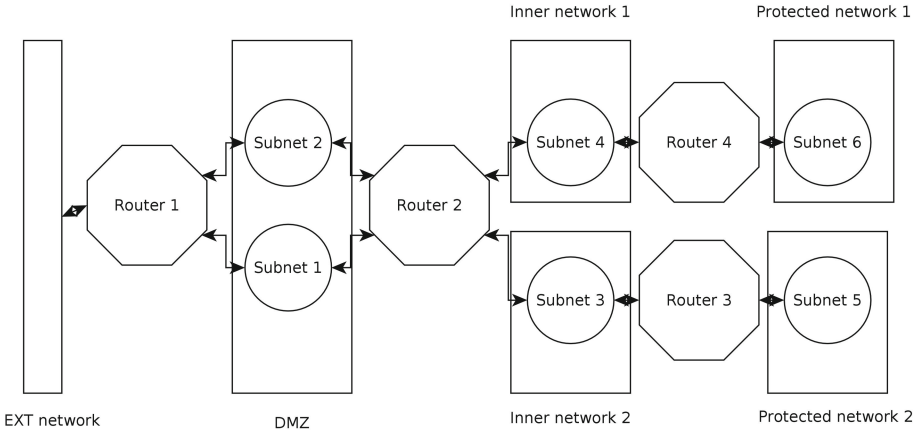 Inner network 1
Protected network 1
Subnet 2
Subnet 4
Router 4
Subnet 6
Router 1
Router 2
Subnet 1
Subnet 3
Router 3
Subnet 5
EXT network
DMZ
Inner network 2
Protected network 2